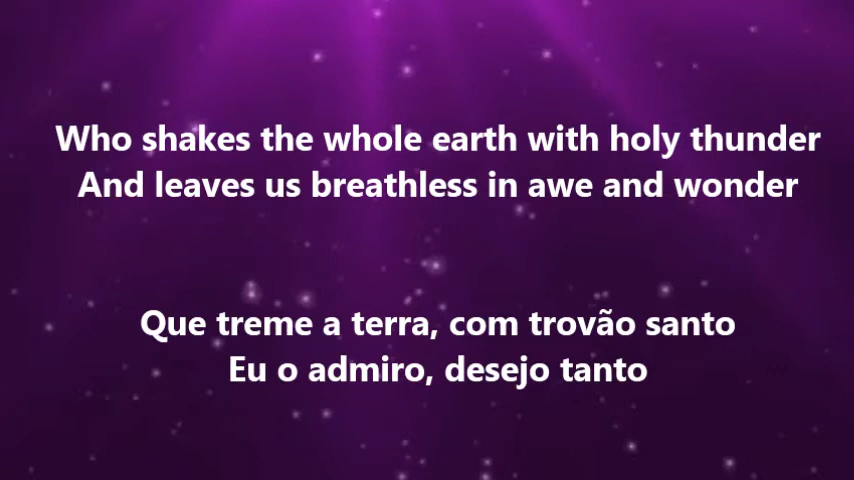 Who shakes the whole earth with holy thunder
And leaves us breathless in awe and wonder
Que treme a terra, com trovão santo
Eu o admiro, desejo tanto